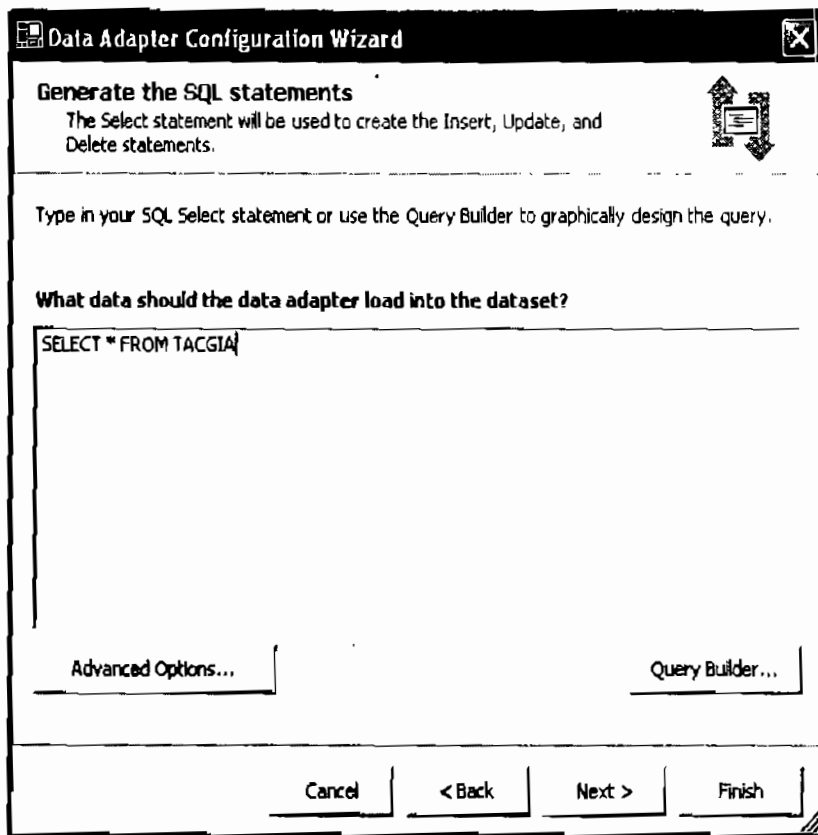 Data Adapter Configuration Wizard
Generate the SQL statements
The Select statement will be used to create the Insert, Update, and
Delete statements.
Type in your SQL Select statement or use the Query Builder to graphically design the query.
What data should the data adapter load into the dataset?
SELECT * FROM TACGIA
Advanced Options...
Query Builder...
Cancel
< Back
Next >
Finish